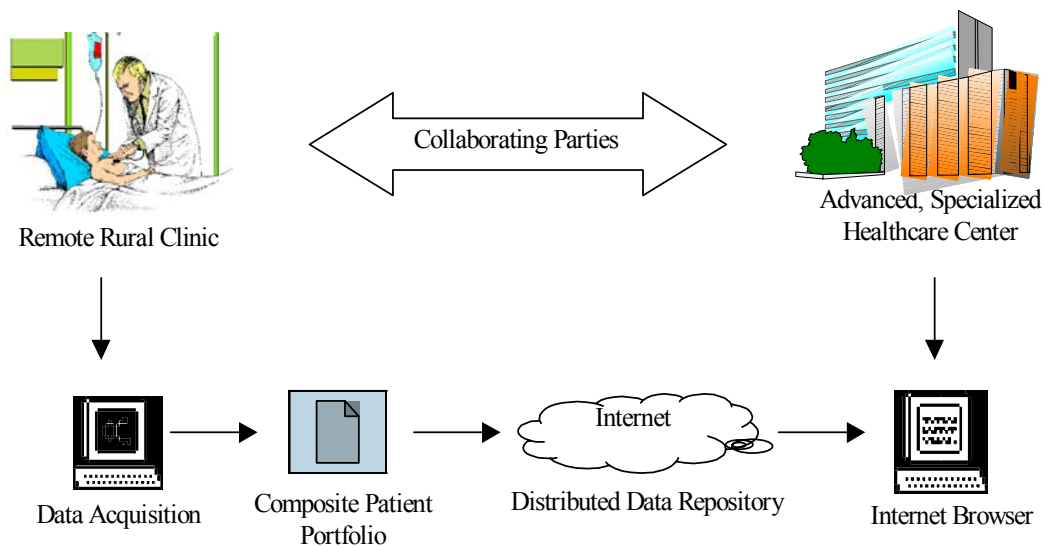 Collaborating Parties
Remote Rural Clinic
Advanced, Specialized
Healthcare Center
Internet
Data Acquisition
Composite Patient
Portfolio
Distributed Data Repository
Internet Browser